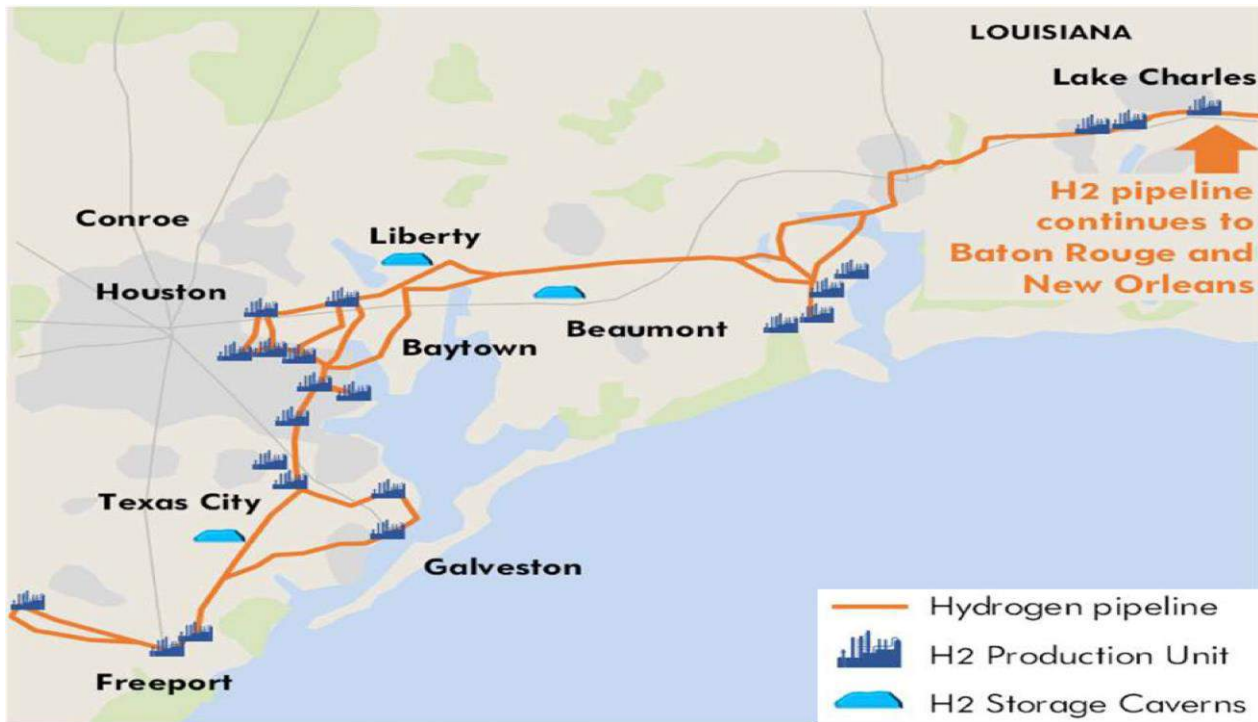 LOUISIANA
Lake Charles
H2 pipeline
continues to
Baton Rouge and
New Orleans
Conroe
Liberty
Houston
Beaumont
Baytown
Texas City
Galveston
Freeport
Hydrogen pipeline
H2 Production Unit
H2 Storage Caverns